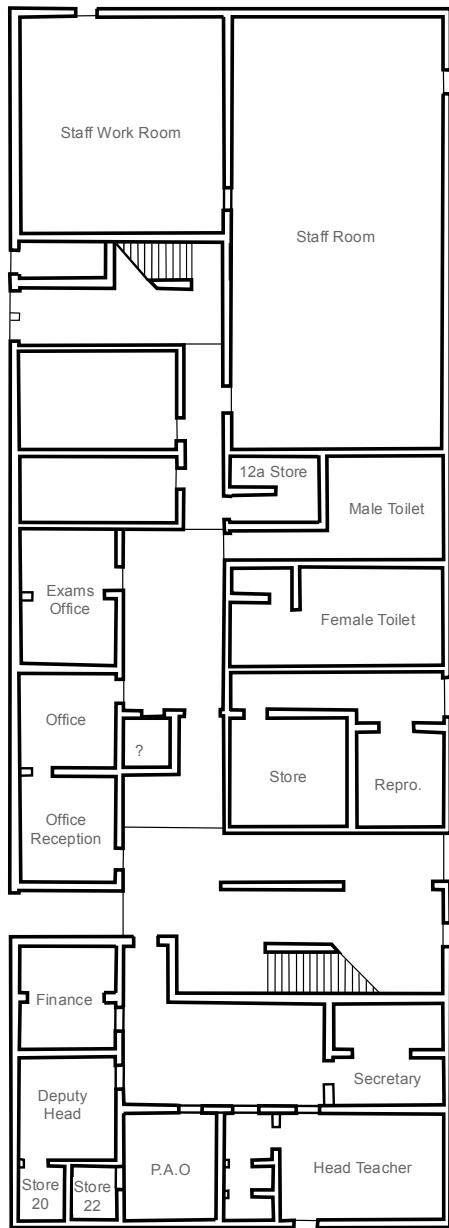 Staff Work Room
Staff Room
12a Store
Male Toilet
Exams
Office
Female Toilet
Office
?
Store
Repro.
Office
Reception
Finance
Secretary
Deputy
Head
P.A.O
Head Teacher
Store
20
Store
22